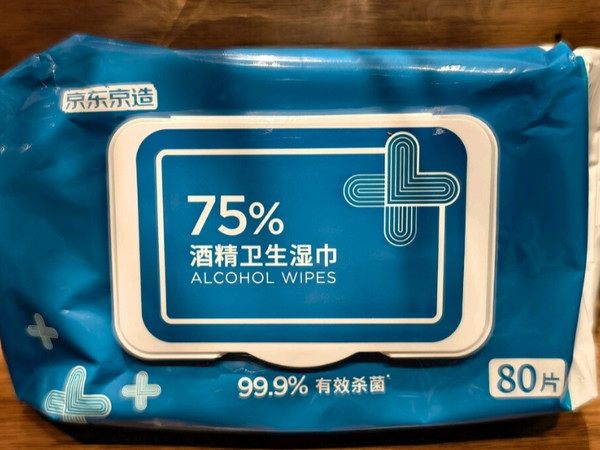 京东京造
75%
酒精卫生湿巾
ALCOHOL WIPES
99.9% 有效杀菌*
80片